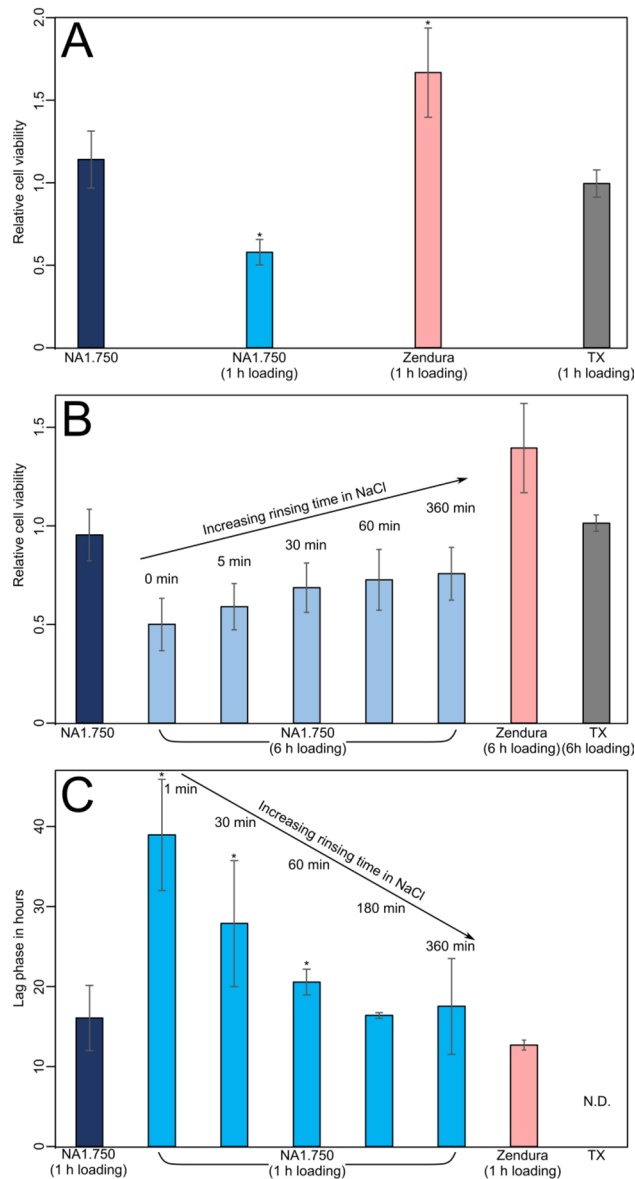 A
Relative cell viability
2.0
1.5
1.0
0.5
0
*
*
NA1.750
NA1.750
(1 h loading)
Zendura
(1 h loading)
TX
(1 h loading)
B
Relative cell viability
1.5
1.0
0.5
0
Increasing rinsing time in NaCl
0 min
5 min
30 min
60 min
360 min
NA1.750
NA1.750
(6 h loading)
Zendura
(6 h loading)
TX
(6h loading)
C
Lag phase in hours
40
30
20
10
0
Increasing rinsing time in NaCl
*
1 min
*
30 min
*
60 min
180 min
360 min
N.D.
NA1.750
(1 h loading)
NA1.750
(1 h loading)
Zendura
(1 h loading)
TX